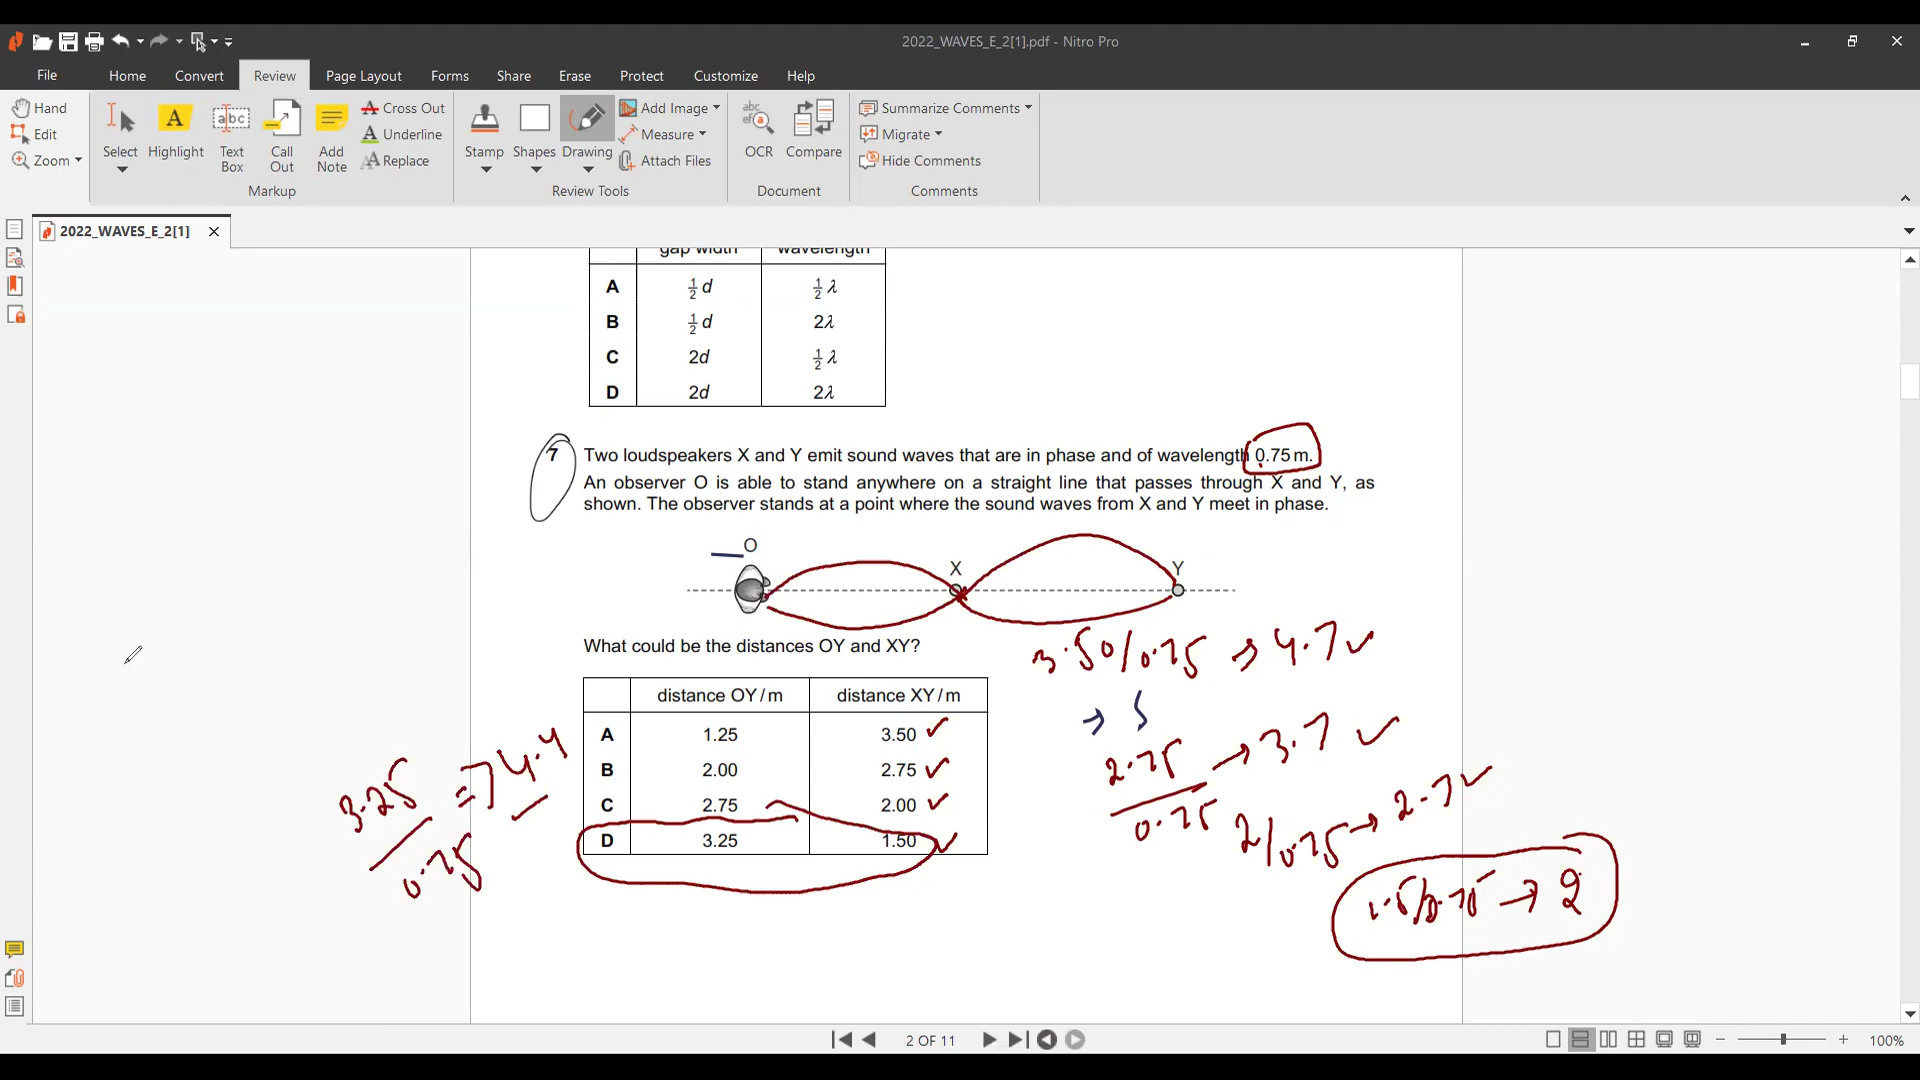 2022_WAVES_E_2[1].pdf - Nitro Pro
File Home Convert Review Page Layout Forms Share Erase Protect Customize Help
Hand
Edit
Zoom
Select
Highlight
Text Box
Call Out
Add Note
Cross Out
Underline
Replace
Markup
Stamp
Shapes
Drawing
Add Image
Measure
Attach Files
Review Tools
OCR
Compare
Document
Summarize Comments
Migrate
Hide Comments
Comments
2022_WAVES_E_2[1]
gap width wavelength
A ½ d ½ λ
B ½ d 2λ
C 2d ½ λ
D 2d 2λ
7 Two loudspeakers X and Y emit sound waves that are in phase and of wavelength 0.75 m.
An observer O is able to stand anywhere on a straight line that passes through X and Y, as
shown. The observer stands at a point where the sound waves from X and Y meet in phase.
O X Y
What could be the distances OY and XY?
distance OY / m distance XY / m
A 1.25 3.50 ✓
B 2.00 2.75 ✓
C 2.75 2.00 ✓
D 3.25 1.50 ✓
3.50/0.75 → 4.7 ✓
→ 5
2.75/0.75 → 3.7 ✓
2/0.75 → 2.7 ✓
1.5/0.75 → 2
3.25/0.75 => 4.4
2 OF 11
100%